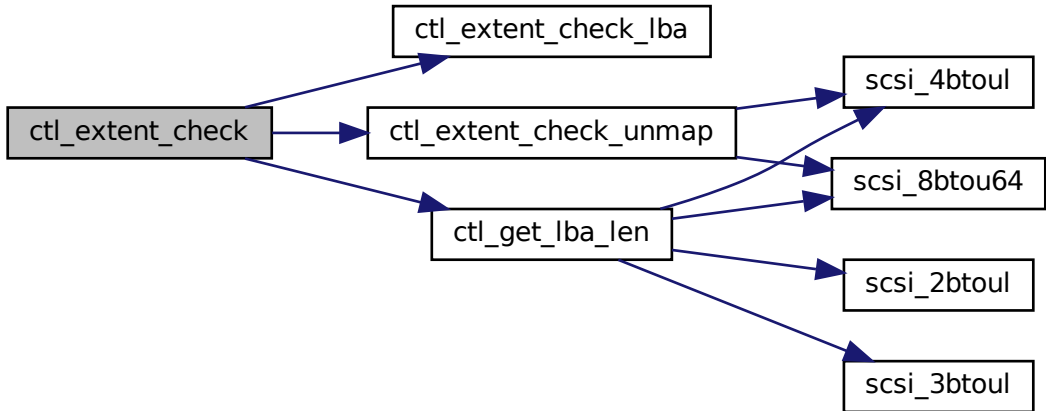 ctl_extent_check
ctl_extent_check_lba
ctl_extent_check_unmap
ctl_get_lba_len
scsi_4btoul
scsi_8btou64
scsi_2btoul
scsi_3btoul